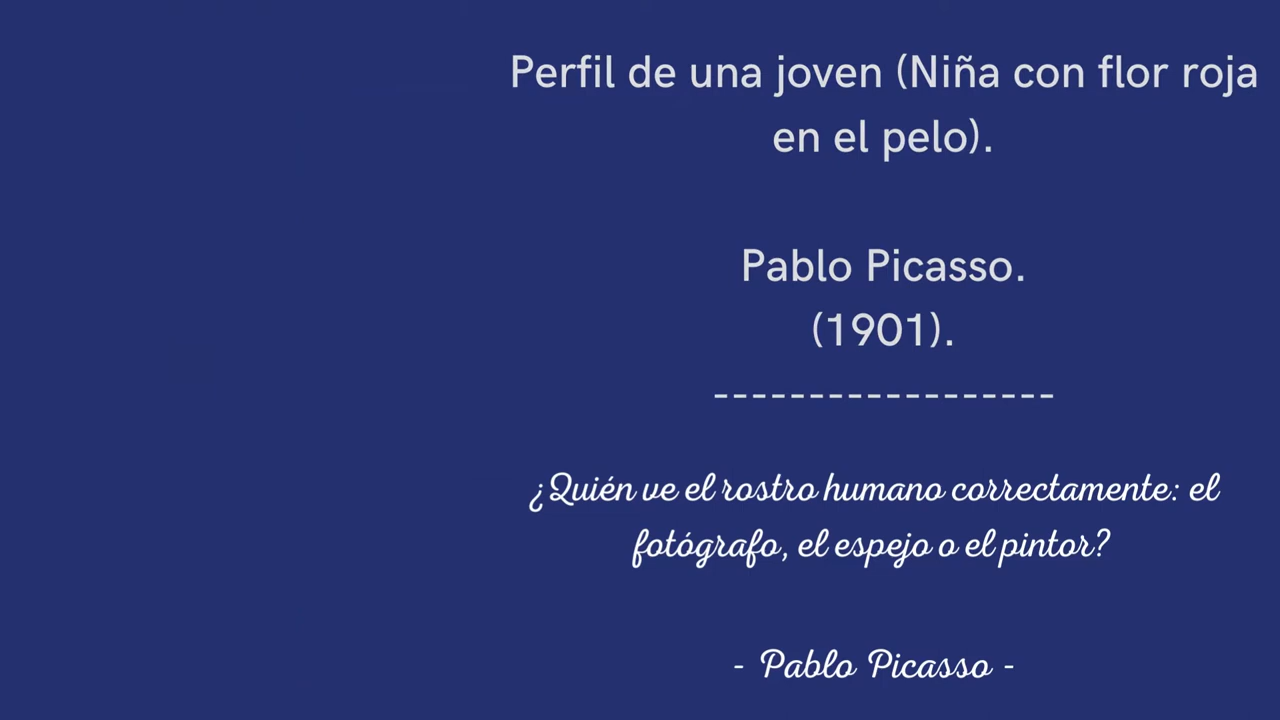 Perfil de una joven (Niña con flor roja
en el pelo).
Pablo Picasso.
(1901).
------------------
¿Quién ve el rostro humano correctamente: el
fotógrafo, el espejo o el pintor?
- Pablo Picasso -